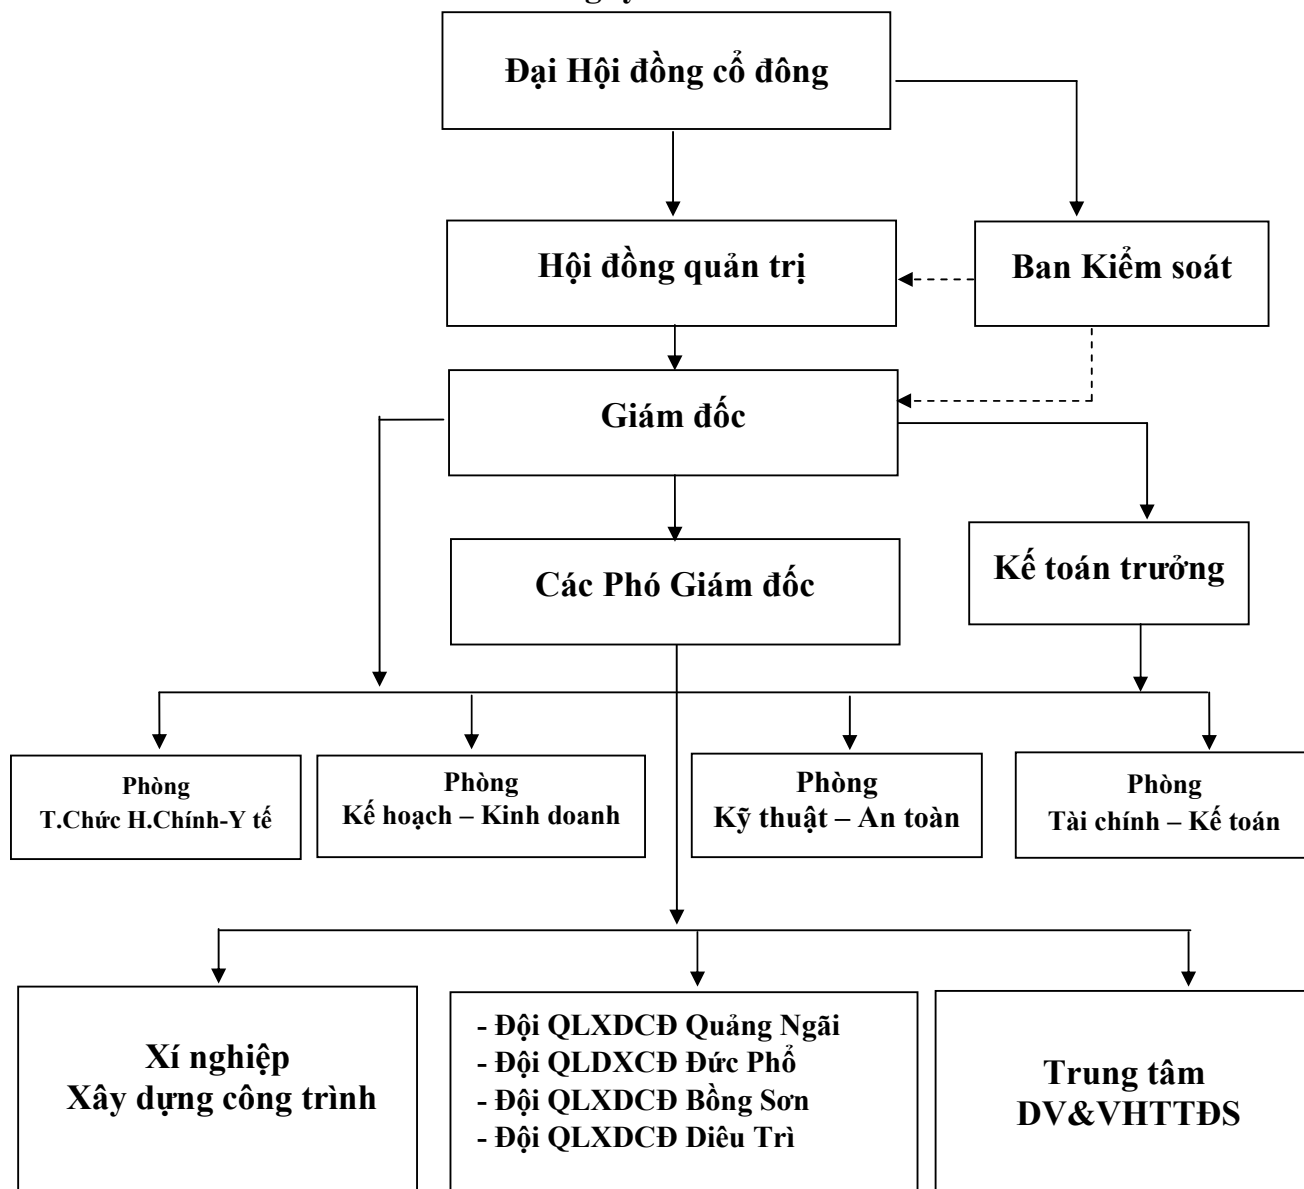 Đại Hội đồng cổ đông
Hội đồng quản trị
Ban Kiểm soát
Giám đốc
Các Phó Giám đốc
Kế toán trưởng
Phòng
T.Chức H.Chính-Y tế
Phòng
Kế hoạch – Kinh doanh
Phòng
Kỹ thuật – An toàn
Phòng
Tài chính – Kế toán
Xí nghiệp
Xây dựng công trình
- Đội QLXDCĐ Quảng Ngãi
- Đội QLDXCĐ Đức Phổ
- Đội QLXDCĐ Bồng Sơn
- Đội QLXDCĐ Diêu Trì
Trung tâm
DV&VHTTĐS